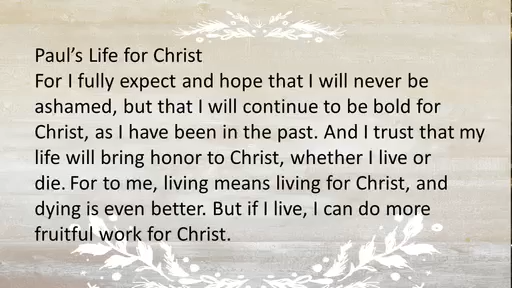 Paul’s Life for Christ
For I fully expect and hope that I will never be
ashamed, but that I will continue to be bold for
Christ, as I have been in the past. And I trust that my
life will bring honor to Christ, whether I live or
die. For to me, living means living for Christ, and
dying is even better. But if I live, I can do more
fruitful work for Christ.